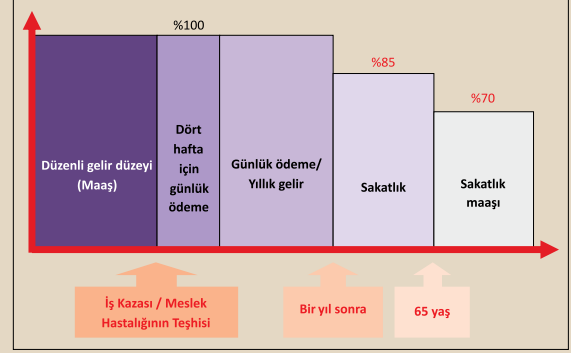 %100
%85
%70
Düzenli gelir düzeyi
(Maaş)
Dört
hafta
için
günlük
ödeme
Günlük ödeme/
Yıllık gelir
Sakatlık
Sakatlık
maaşı
İş Kazası / Meslek
Hastalığının Teşhisi
Bir yıl sonra
65 yaş